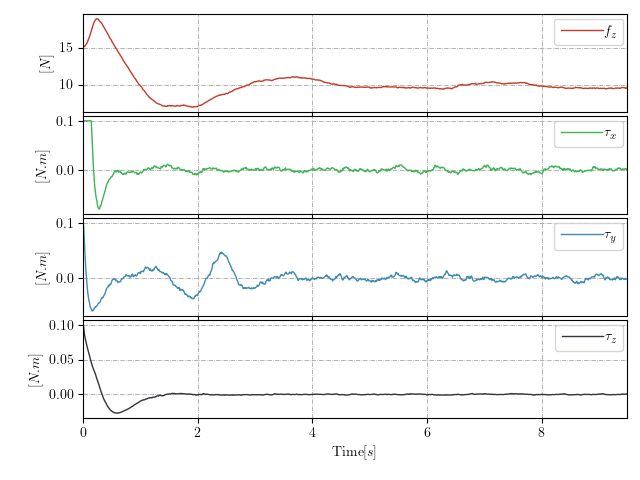 f_z
15
10
[N]
τ_x
0.1
0.0
[N.m]
τ_y
0.1
0.0
[N.m]
τ_z
0.10
0.05
0.00
[N.m]
0 2 4 6 8
Time[s]